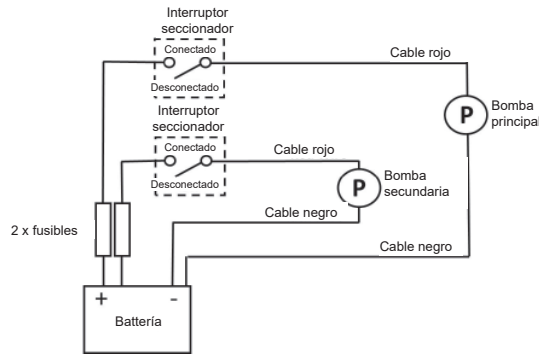 Interruptor
seccionador
Conectado
Desconectado
Cable rojo
P
Bomba
principal
Interruptor
seccionador
Conectado
Desconectado
Cable rojo
P
Bomba
secundaria
Cable negro
Cable negro
2 x fusibles
+ -
Battería